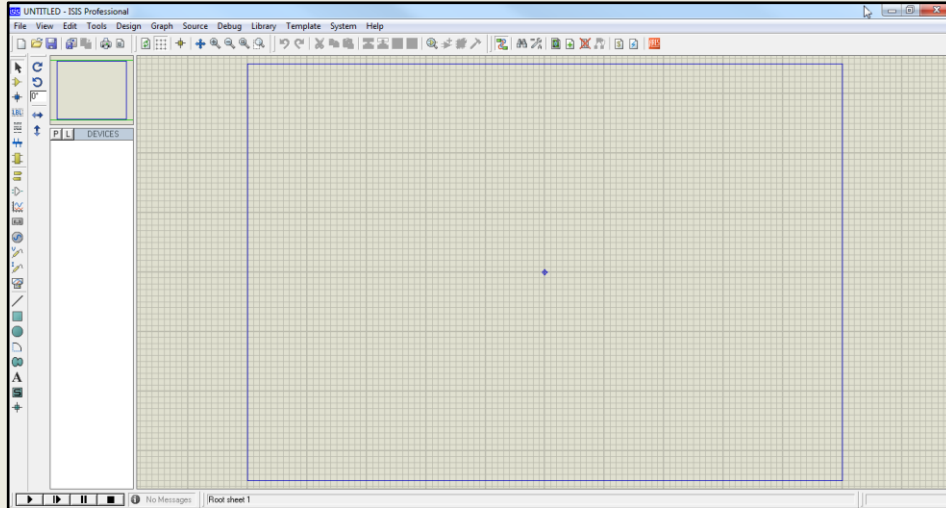 UNTITLED - ISIS Professional
File View Edit Tools Design Graph Source Debug Library Template System Help
0°
P L DEVICES
A
S
No Messages Root sheet 1